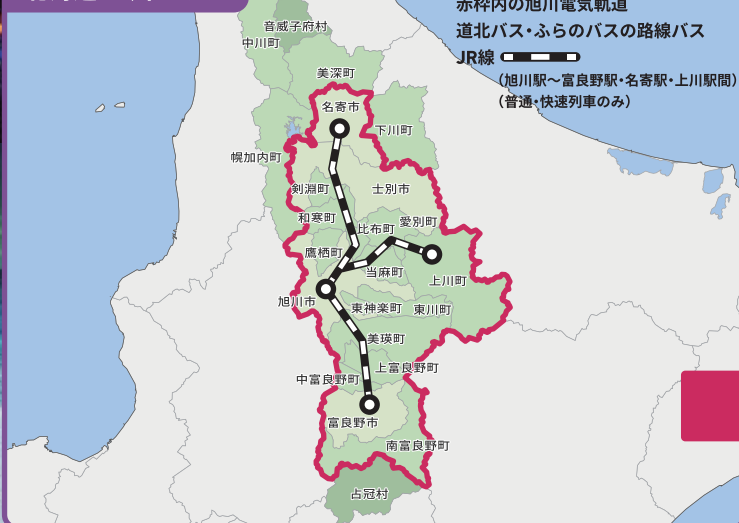 赤枠内の旭川電気軌道
道北バス・ふらのバスの路線バス
JR線
（旭川駅～富良野駅・名寄駅・上川駅間）
（普通・快速列車のみ）
音威子府村
中川町
美深町
名寄市
下川町
幌加内町
剣淵町
士別市
和寒町
比布町
愛別町
鷹栖町
当麻町
上川町
旭川市
東神楽町
東川町
美瑛町
上富良野町
中富良野町
富良野市
南富良野町
占冠村